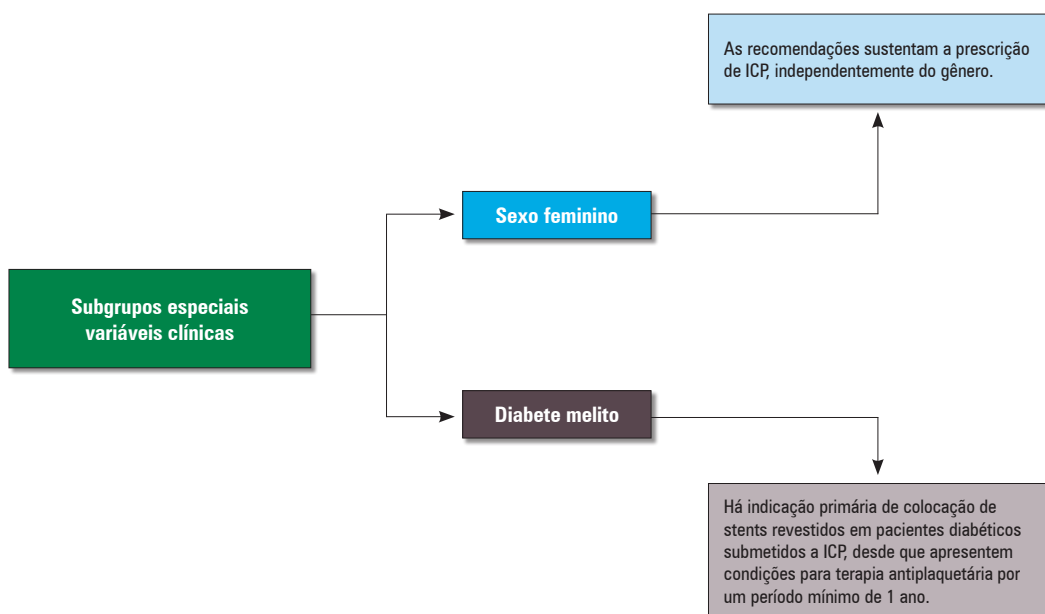 As recomendações sustentam a prescrição
de ICP, independentemente do gênero.
Sexo feminino
Subgrupos especiais
variáveis clínicas
Diabete melito
Há indicação primária de colocação de
stents revestidos em pacientes diabéticos
submetidos a ICP, desde que apresentem
condições para terapia antiplaquetária por
um período mínimo de 1 ano.